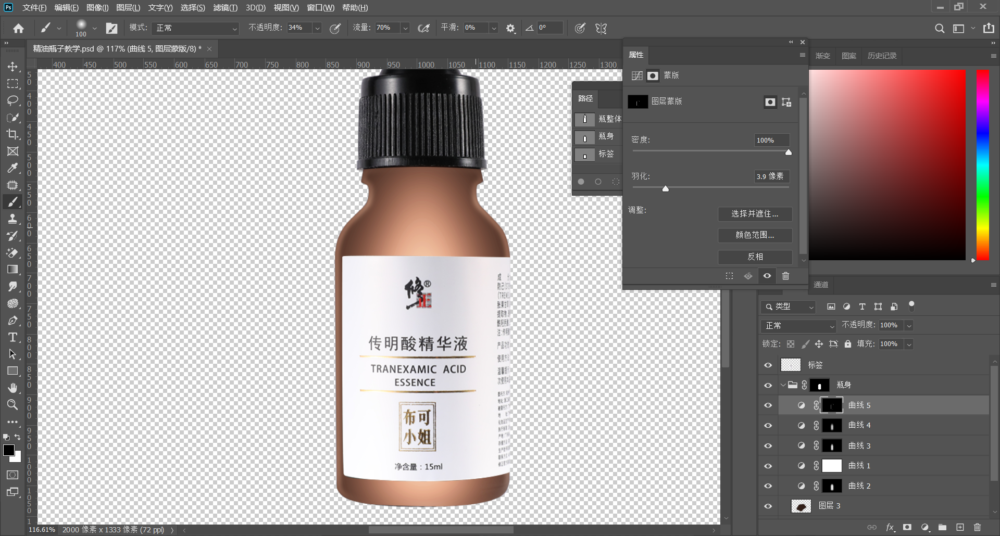 Ps 文件(F) 编辑(E) 图像(I) 图层(L) 文字(Y) 选择(S) 滤镜(T) 3D(D) 视图(V) 窗口(W) 帮助(H)
100 模式: 正常 不透明度: 34% 流量: 70% 平滑: 0% 0°
精油瓶子教学.psd @ 117% (曲线 5, 图层蒙版/8) *
400 450 500 550 600 650 700 750 800 850 900 950 1000 1050 1100 1150 1200 1250 1300
属性
蒙版
图层蒙版
密度: 100%
羽化: 3.9 像素
调整:
选择并遮住...
颜色范围...
反相
路径
瓶整体
瓶身
标签
渐变 图案 历史记录
修正®
传明酸精华液
TRANEXAMIC ACID
ESSENCE
布可
小姐
净含量：15ml
通道
类型
正常 不透明度: 100%
锁定: 填充: 100%
标签
瓶身
曲线 5
曲线 4
曲线 3
曲线 1
曲线 2
图层 3
fx
116.61% 2000 像素 x 1333 像素 (72 ppi)